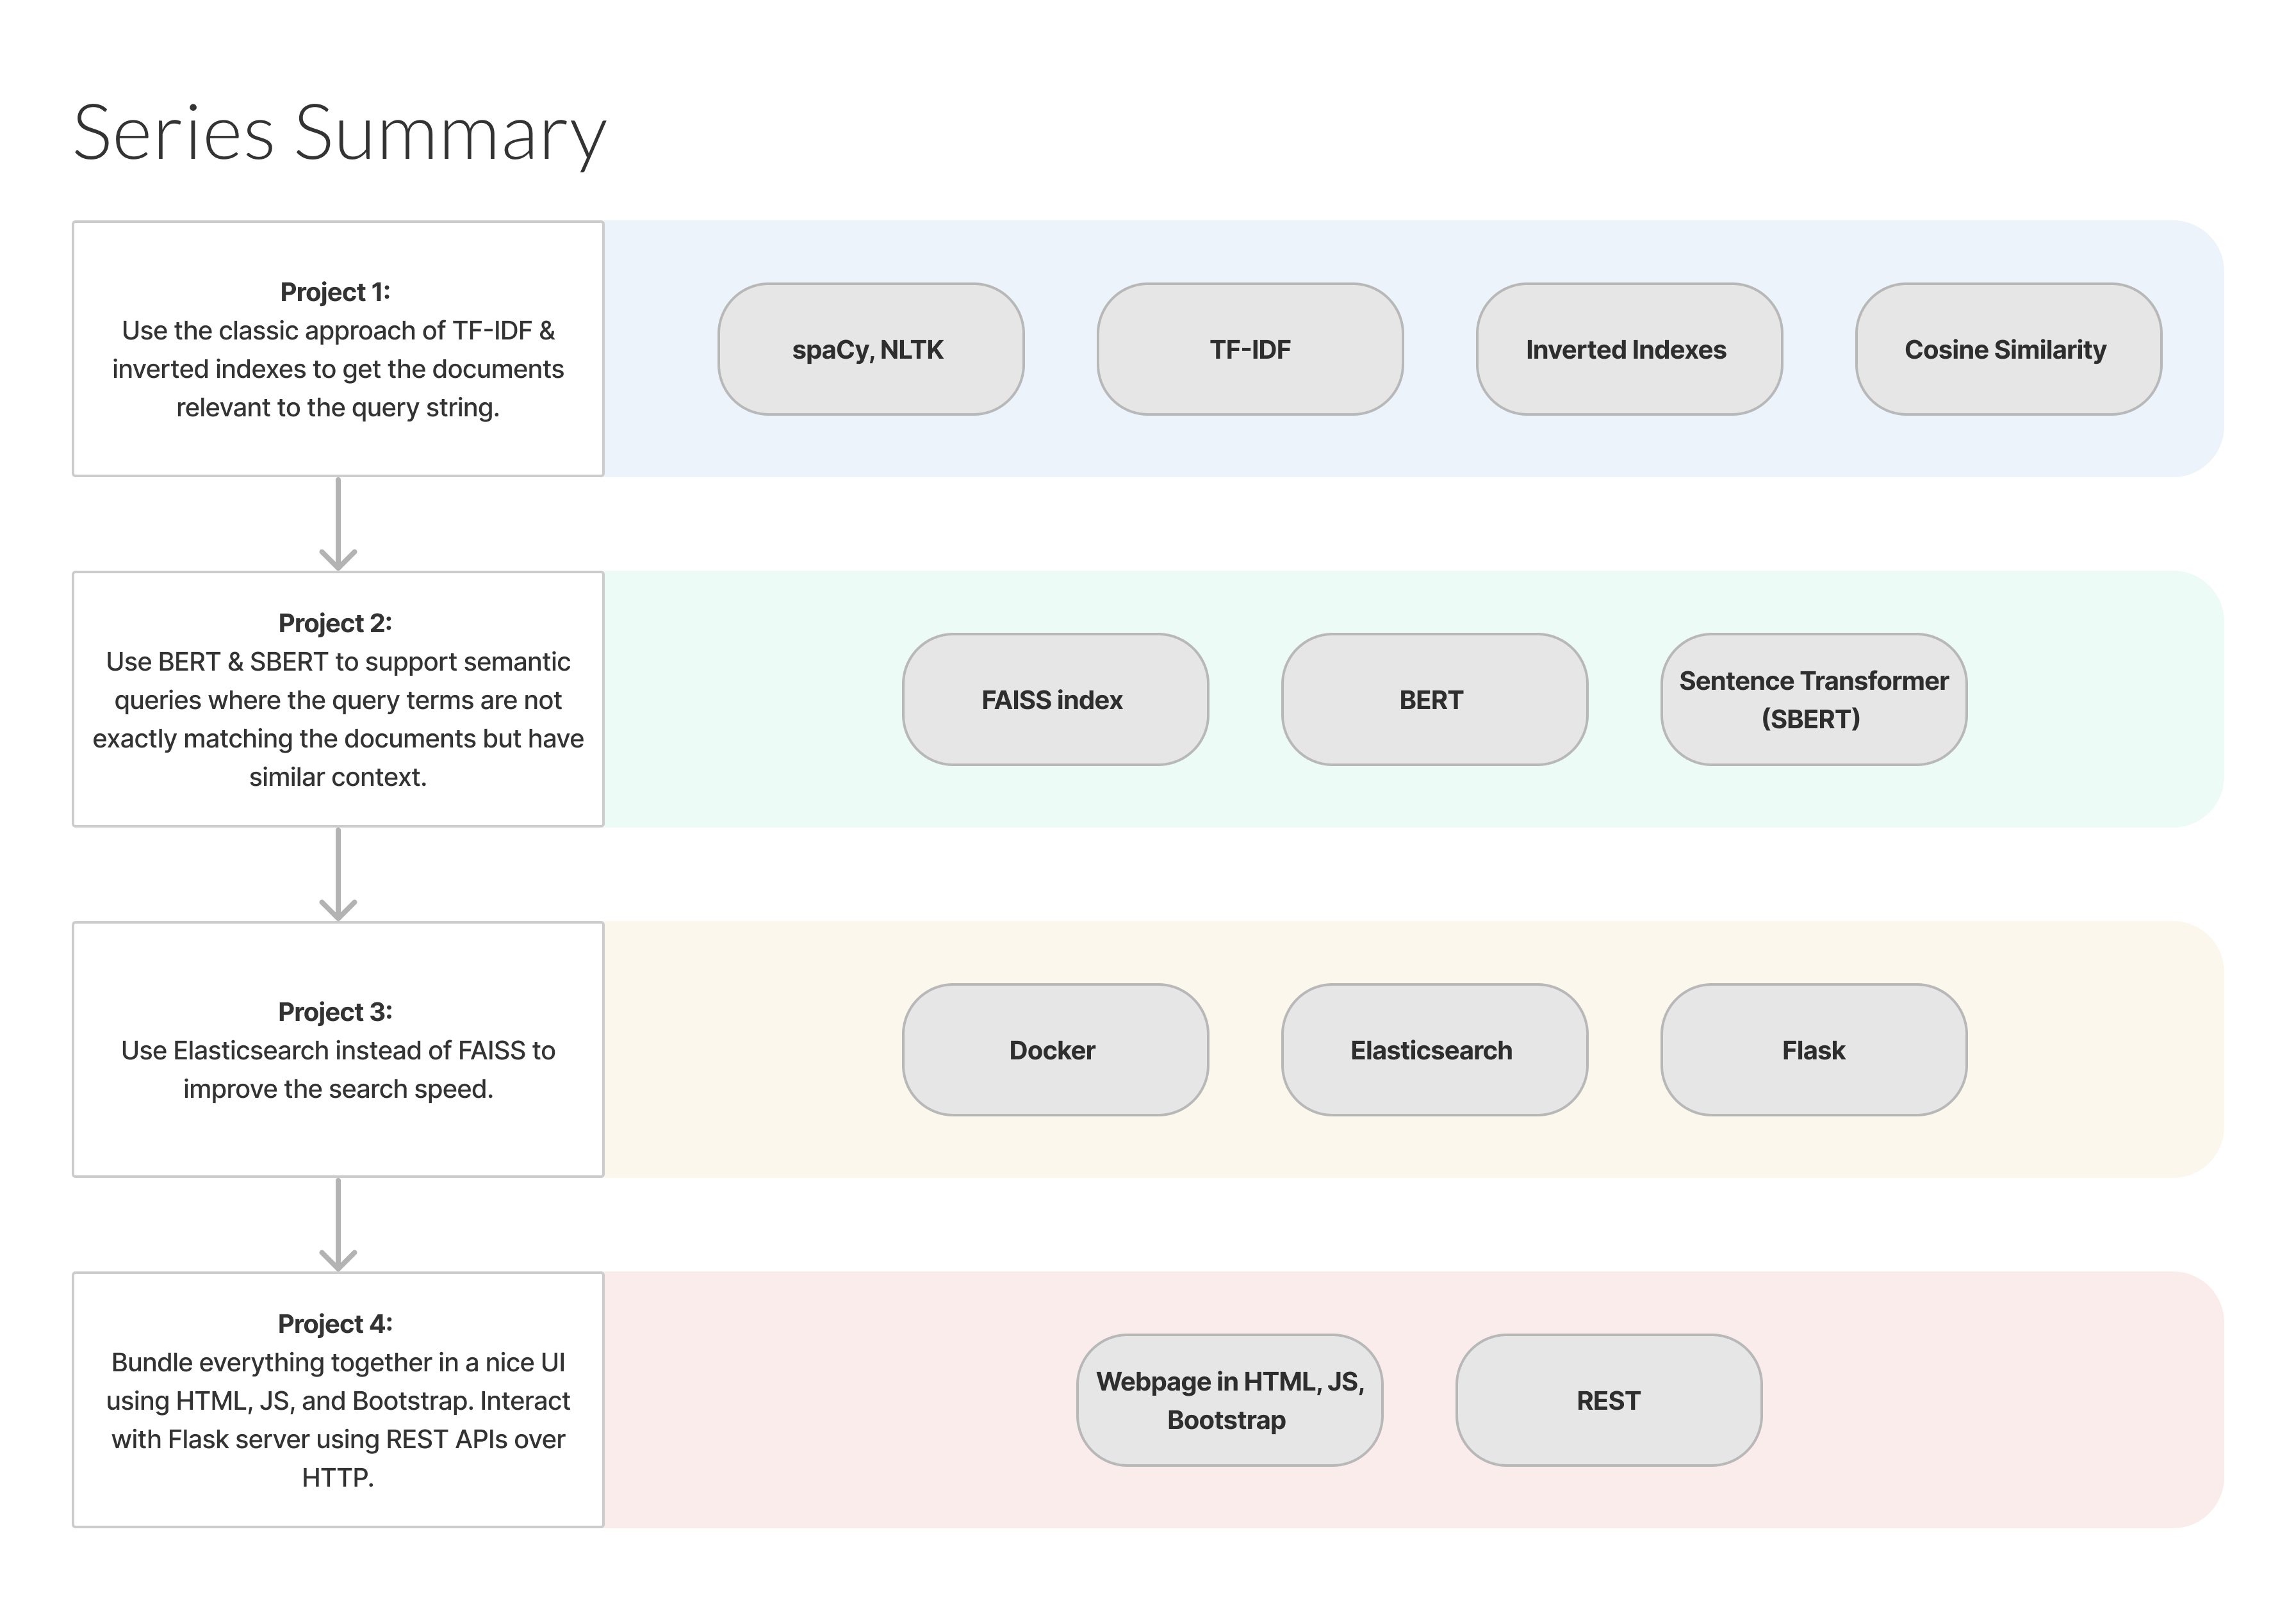 Series Summary
Project 1:
Use the classic approach of TF-IDF &
inverted indexes to get the documents
relevant to the query string.
spaCy, NLTK
TF-IDF
Inverted Indexes
Cosine Similarity
Project 2:
Use BERT & SBERT to support semantic
queries where the query terms are not
exactly matching the documents but have
similar context.
FAISS index
BERT
Sentence Transformer
(SBERT)
Project 3:
Use Elasticsearch instead of FAISS to
improve the search speed.
Docker
Elasticsearch
Flask
Project 4:
Bundle everything together in a nice UI
using HTML, JS, and Bootstrap. Interact
with Flask server using REST APIs over
HTTP.
Webpage in HTML, JS,
Bootstrap
REST